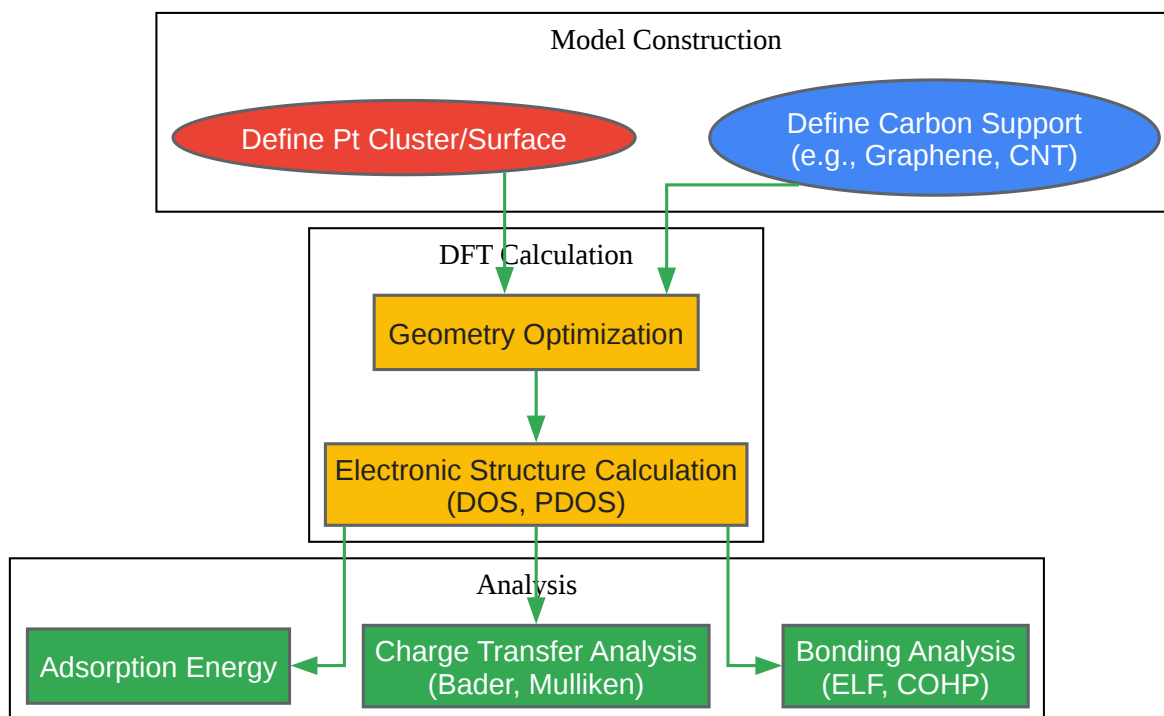 Model Construction
Define Pt Cluster/Surface
Define Carbon Support
(e.g., Graphene, CNT)
DFT Calculation
Geometry Optimization
Electronic Structure Calculation
(DOS, PDOS)
Analysis
Adsorption Energy
Charge Transfer Analysis
(Bader, Mulliken)
Bonding Analysis
(ELF, COHP)